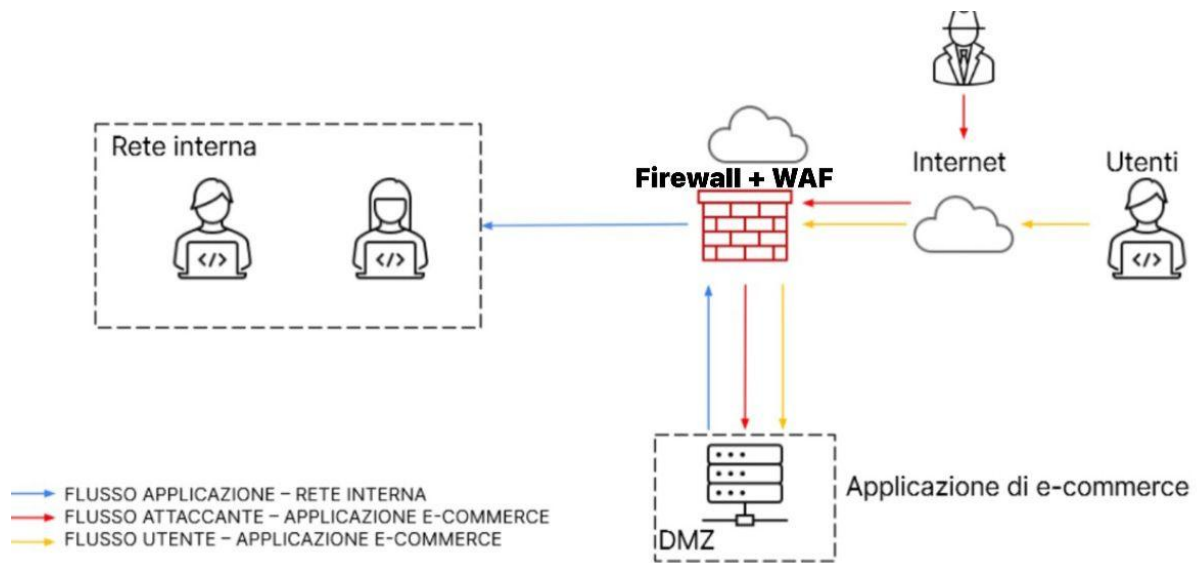 Rete interna
</>
</>
Firewall + WAF
Internet
Utenti
</>
Applicazione di e-commerce
DMZ
FLUSSO APPLICAZIONE – RETE INTERNA
FLUSSO ATTACCANTE – APPLICAZIONE E-COMMERCE
FLUSSO UTENTE – APPLICAZIONE E-COMMERCE